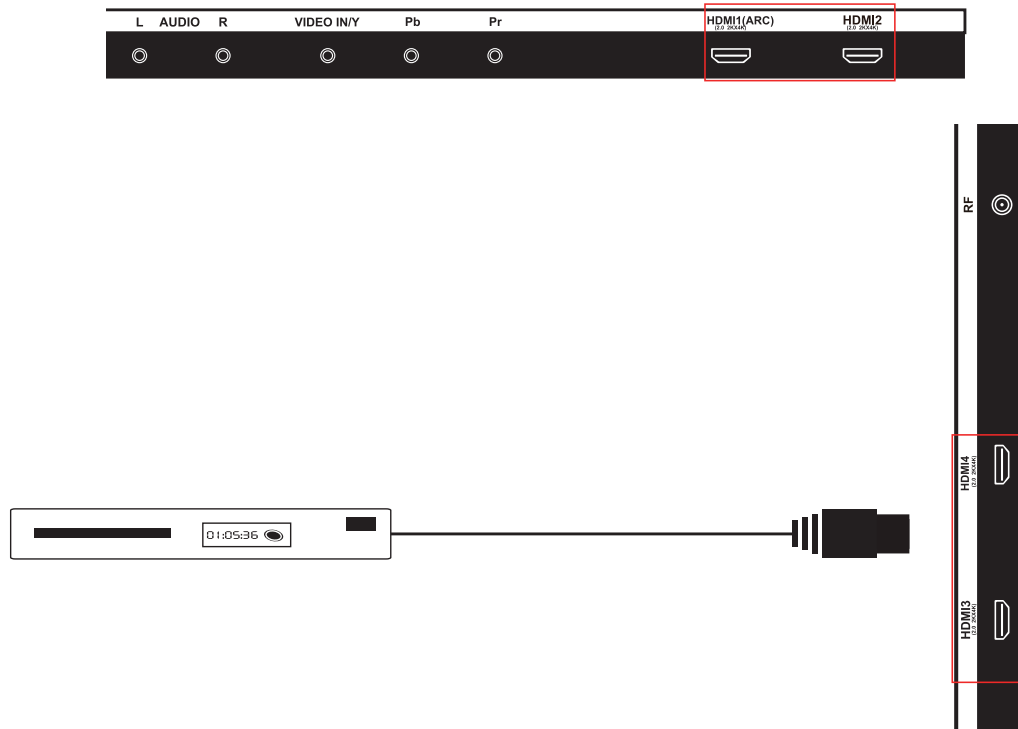 L AUDIO R VIDEO IN/Y Pb Pr HDMI1(ARC) HDMI2
(2.0 2KX4K) (2.0 2KX4K)
RF
HDMI4
(2.0 2KX4K)
01:05:36
HDMI3
(2.0 2KX4K)